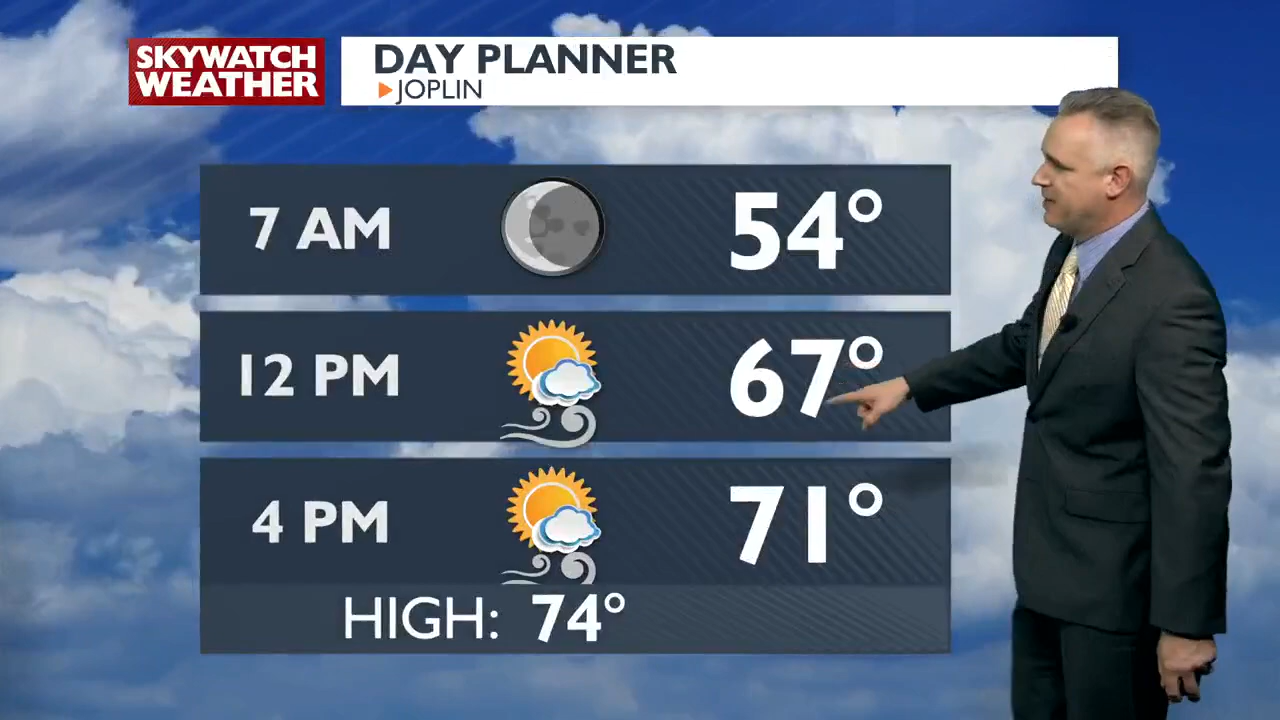 SKYWATCH
WEATHER
DAY PLANNER
JOPLIN
7 AM 54°
12 PM 67°
4 PM 71°
HIGH: 74°